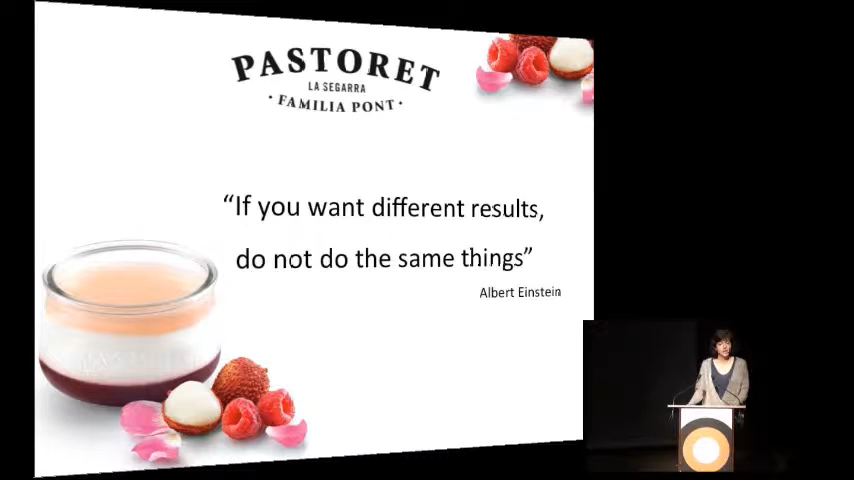 PASTORET
LA SEGARRA
· FAMILIA PONT ·
“If you want different results,
do not do the same things”
Albert Einstein